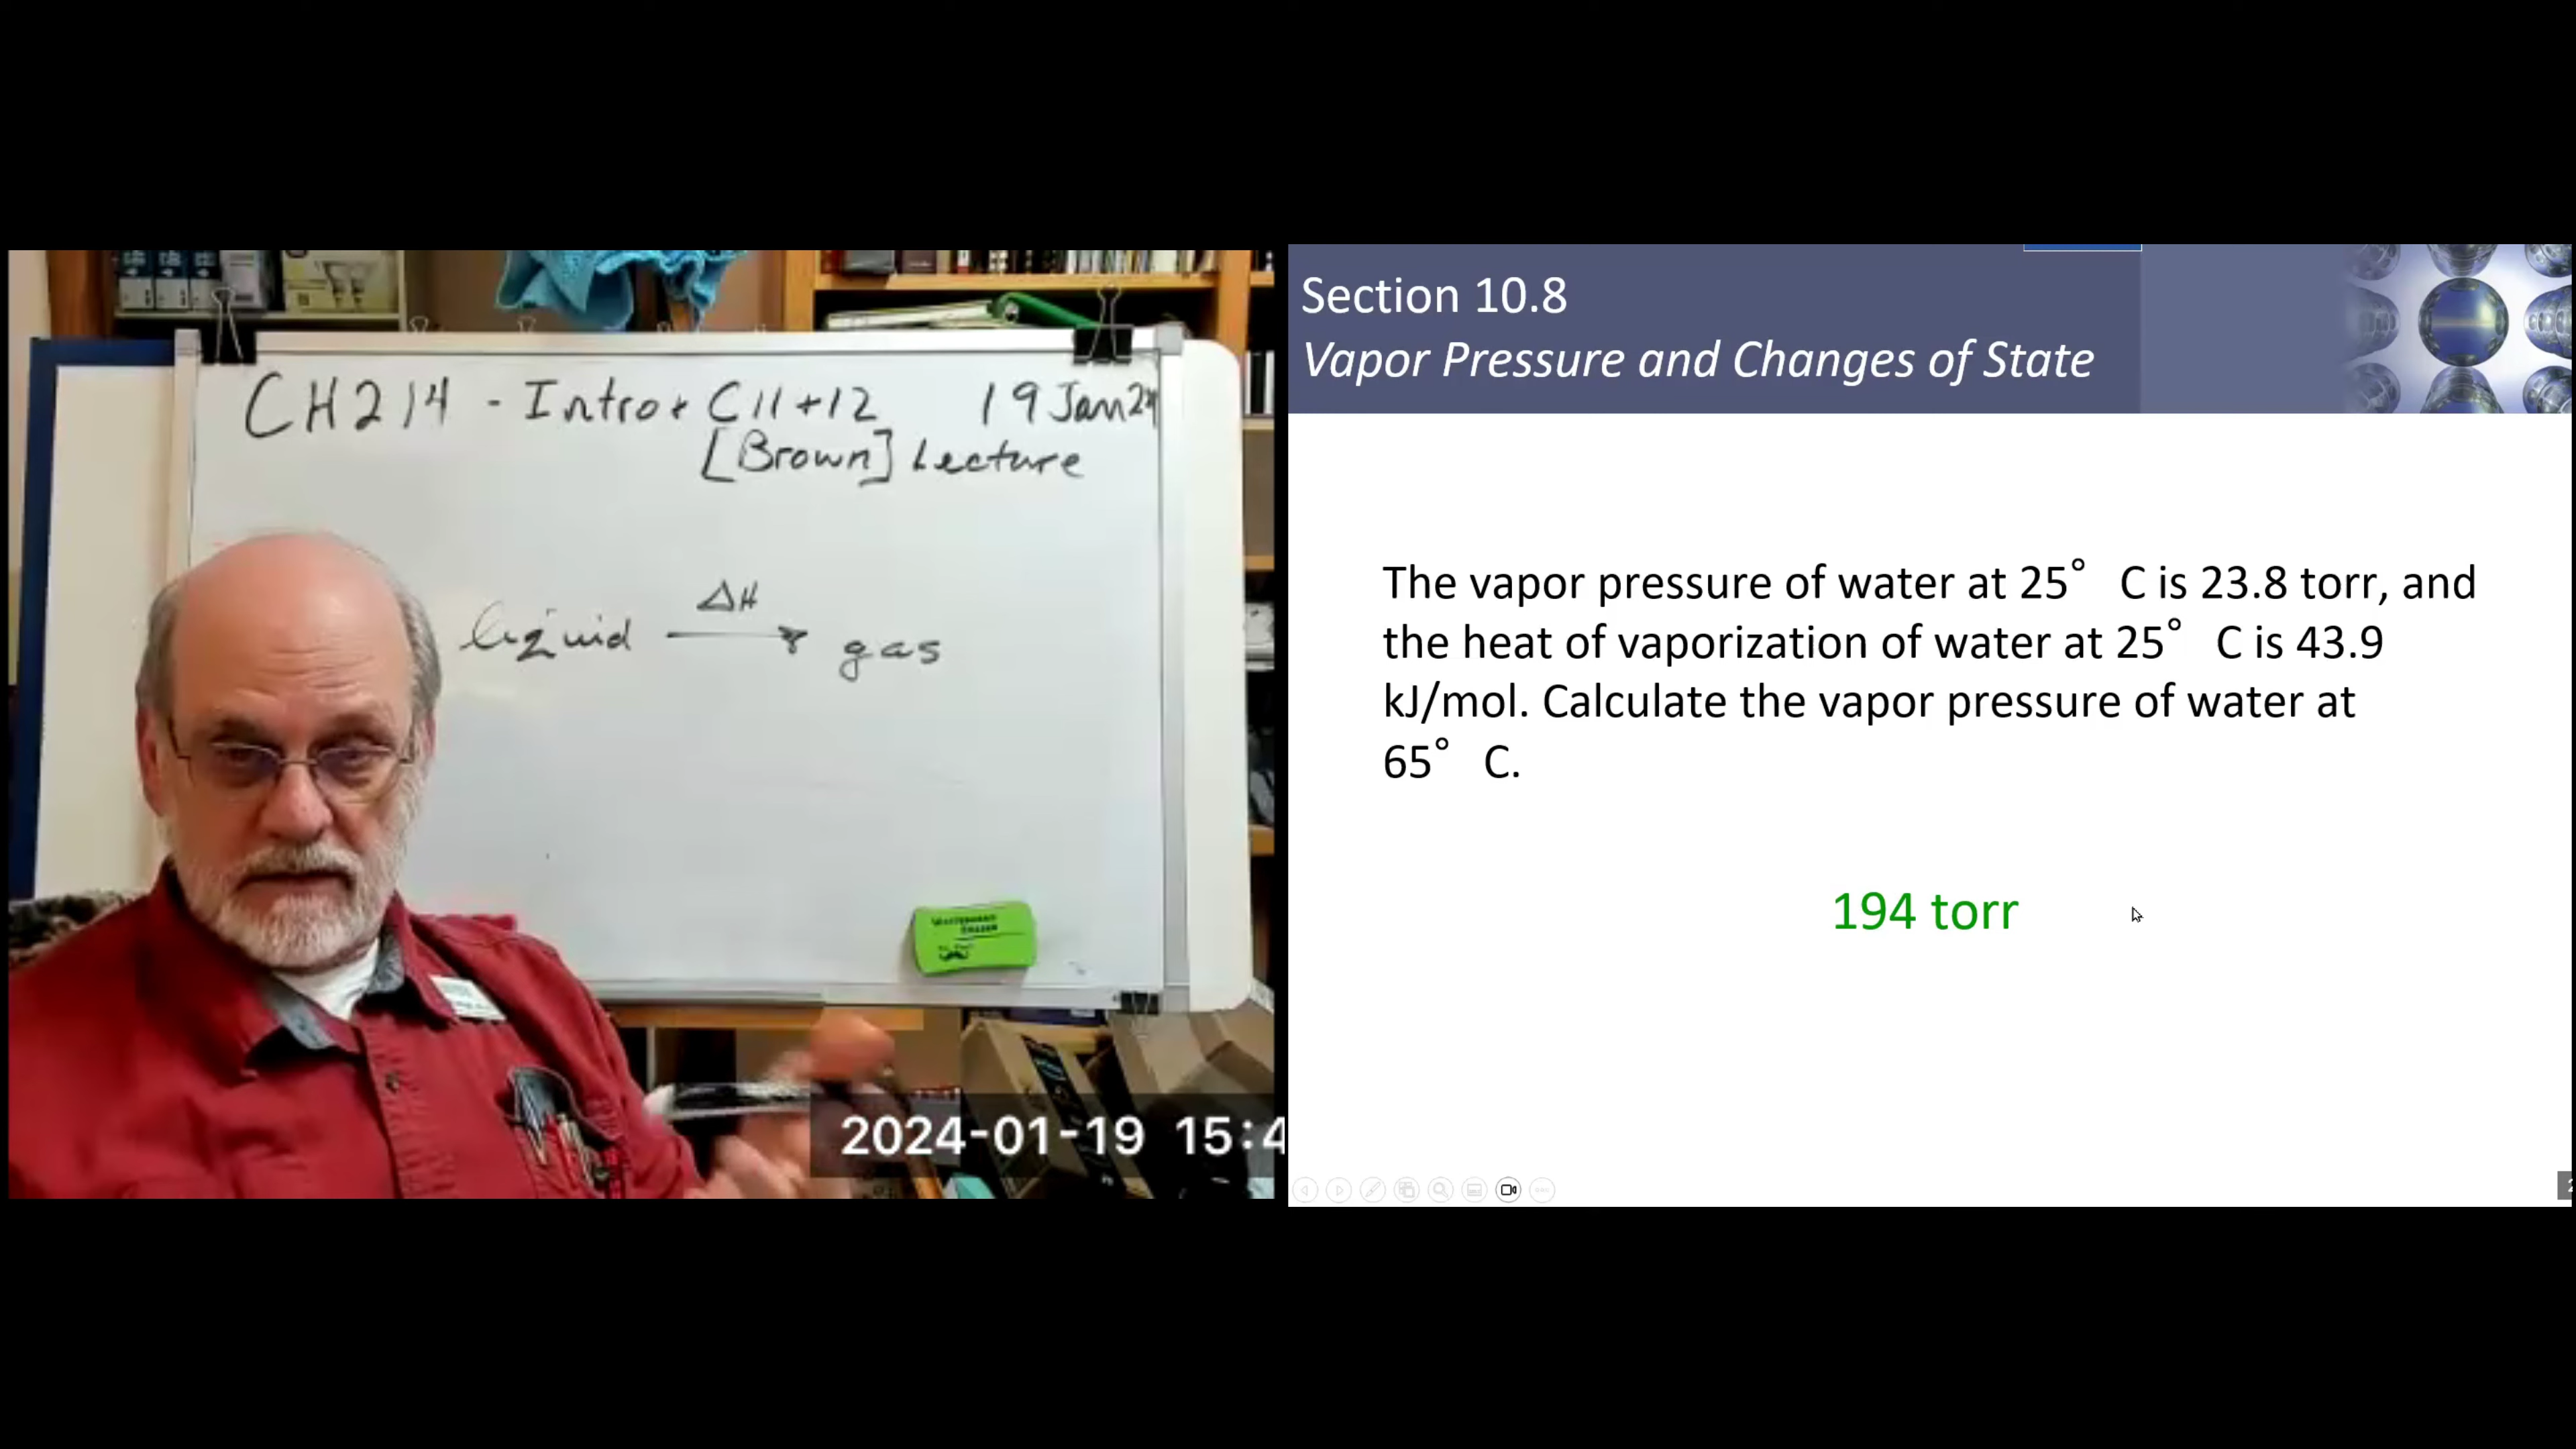 CH214 - Intro + C11+12 19 Jan 24
[Brown] Lecture
ΔH
liquid → gas
WHITEBOARD
ERASER
2024-01-19 15:4
Section 10.8
Vapor Pressure and Changes of State
The vapor pressure of water at 25° C is 23.8 torr, and
the heat of vaporization of water at 25° C is 43.9
kJ/mol. Calculate the vapor pressure of water at
65° C.
194 torr